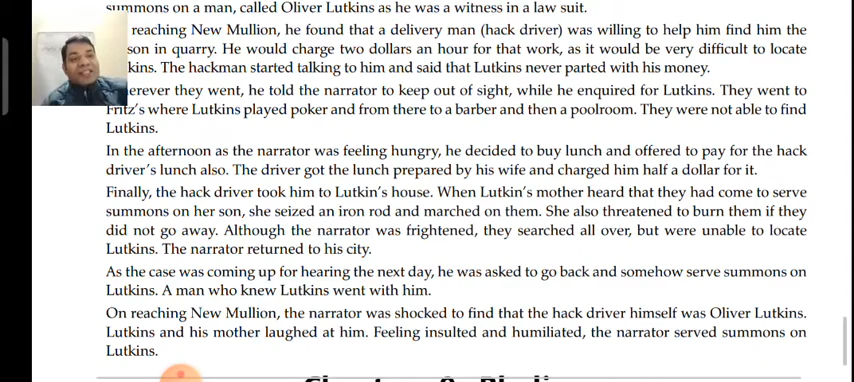 summons on a man, called Oliver Lutkins as he was a witness in a law suit.
reaching New Mullion, he found that a delivery man (hack driver) was willing to help him find him the
son in quarry. He would charge two dollars an hour for that work, as it would be very difficult to locate
kins. The hackman started talking to him and said that Lutkins never parted with his money.
erever they went, he told the narrator to keep out of sight, while he enquired for Lutkins. They went to
Fritz's where Lutkins played poker and from there to a barber and then a poolroom. They were not able to find
Lutkins.
In the afternoon as the narrator was feeling hungry, he decided to buy lunch and offered to pay for the hack
driver's lunch also. The driver got the lunch prepared by his wife and charged him half a dollar for it.
Finally, the hack driver took him to Lutkin's house. When Lutkin's mother heard that they had come to serve
summons on her son, she seized an iron rod and marched on them. She also threatened to burn them if they
did not go away. Although the narrator was frightened, they searched all over, but were unable to locate
Lutkins. The narrator returned to his city.
As the case was coming up for hearing the next day, he was asked to go back and somehow serve summons on
Lutkins. A man who knew Lutkins went with him.
On reaching New Mullion, the narrator was shocked to find that the hack driver himself was Oliver Lutkins.
Lutkins and his mother laughed at him. Feeling insulted and humiliated, the narrator served summons on
Lutkins.